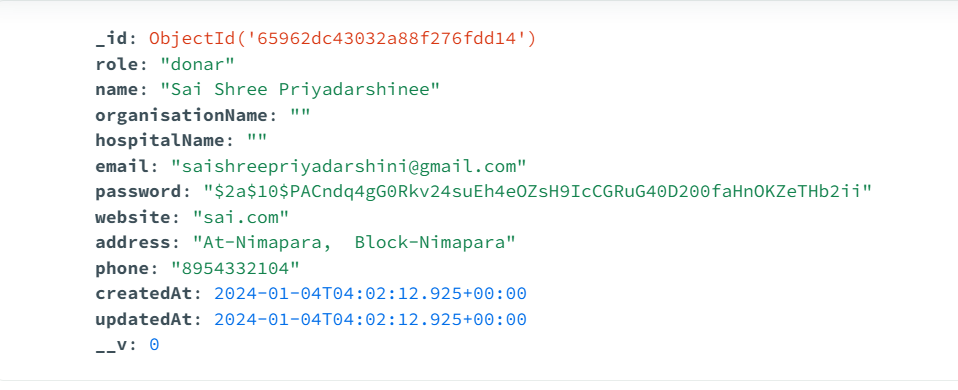 _id: ObjectId('65962dc43032a88f276fdd14')
role: "donar"
name: "Sai Shree Priyadarshinee"
organisationName: ""
hospitalName: ""
email: "saishreepriyadarshini@gmail.com"
password: "$2a$10$PACndq4gG0Rkv24suEh4eOZsH9IcCGRuG40D200faHnOKZeTHb2ii"
website: "sai.com"
address: "At-Nimapara,  Block-Nimapara"
phone: "8954332104"
createdAt: 2024-01-04T04:02:12.925+00:00
updatedAt: 2024-01-04T04:02:12.925+00:00
__v: 0